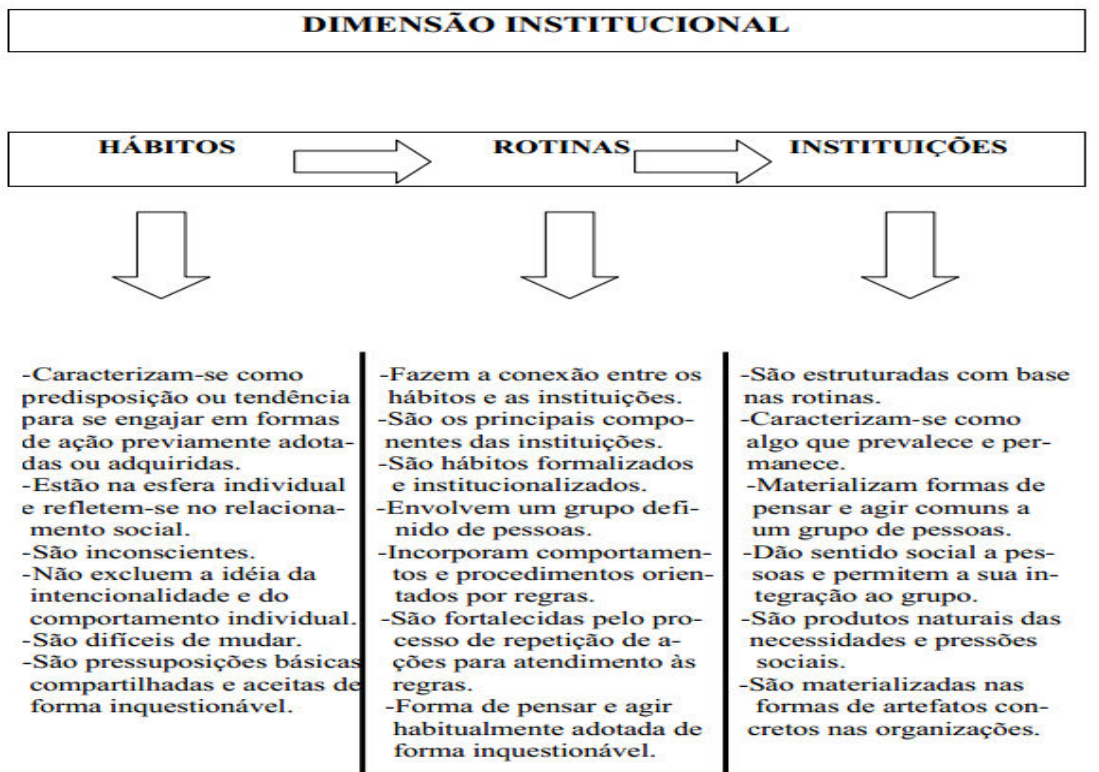 DIMENSÃO INSTITUCIONAL
HÁBITOS
ROTINAS
INSTITUIÇÕES
-Caracterizam-se como
predisposição ou tendência
para se engajar em formas
de ação previamente adota-
das ou adquiridas.
-Estão na esfera individual
e refletem-se no relaciona-
mento social.
-São inconscientes.
-Não excluem a idéia da
intencionalidade e do
comportamento individual.
-São difíceis de mudar.
-São pressuposições básicas
compartilhadas e aceitas de
forma inquestionável.
-Fazem a conexão entre os
hábitos e as instituições.
-São os principais compo-
nentes das instituições.
-São hábitos formalizados
e institucionalizados.
-Envolvem um grupo defi-
nido de pessoas.
-Incorporam comportamen-
tos e procedimentos orien-
tados por regras.
-São fortalecidas pelo pro-
cesso de repetição de a-
ções para atendimento às
regras.
-Forma de pensar e agir
habitualmente adotada de
forma inquestionável.
-São estruturadas com base
nas rotinas.
-Caracterizam-se como
algo que prevalece e per-
manece.
-Materializam formas de
pensar e agir comuns a
um grupo de pessoas.
-Dão sentido social a pes-
soas e permitem a sua in-
tegração ao grupo.
-São produtos naturais das
necessidades e pressões
sociais.
-São materializadas nas
formas de artefatos con-
cretos nas organizações.